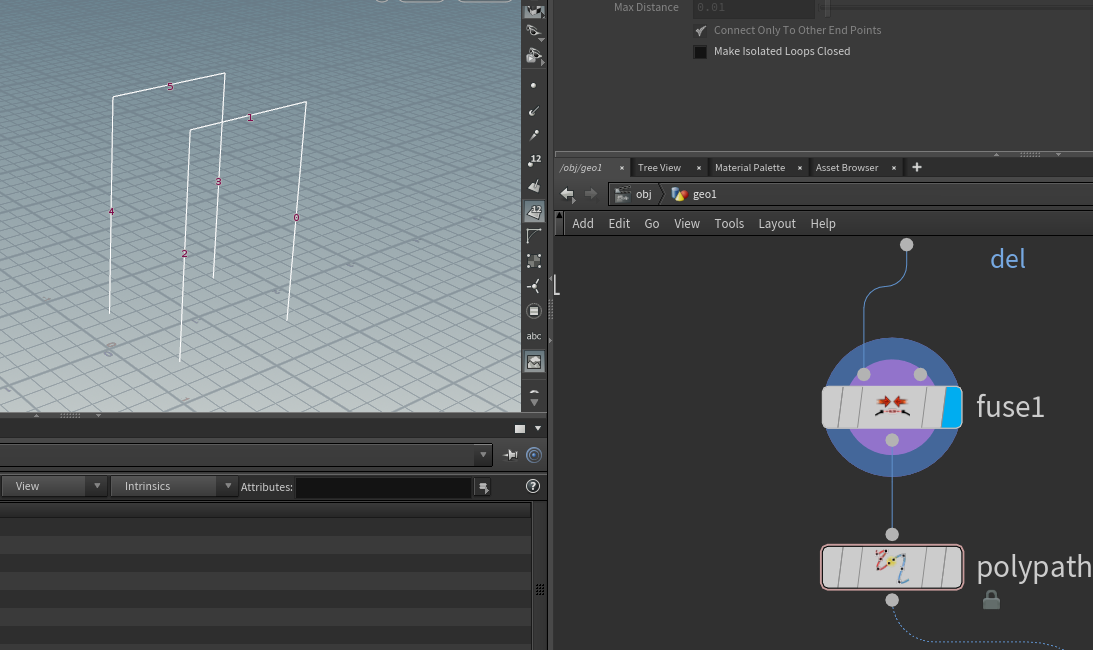 Max Distance 0.01
Connect Only To Other End Points
Make Isolated Loops Closed
5
1
3
4
0
2
12
12
abc
/obj/geo1 Tree View Material Palette Asset Browser
obj geo1
Add Edit Go View Tools Layout Help
del
fuse1
polypath
View Intrinsics Attributes: